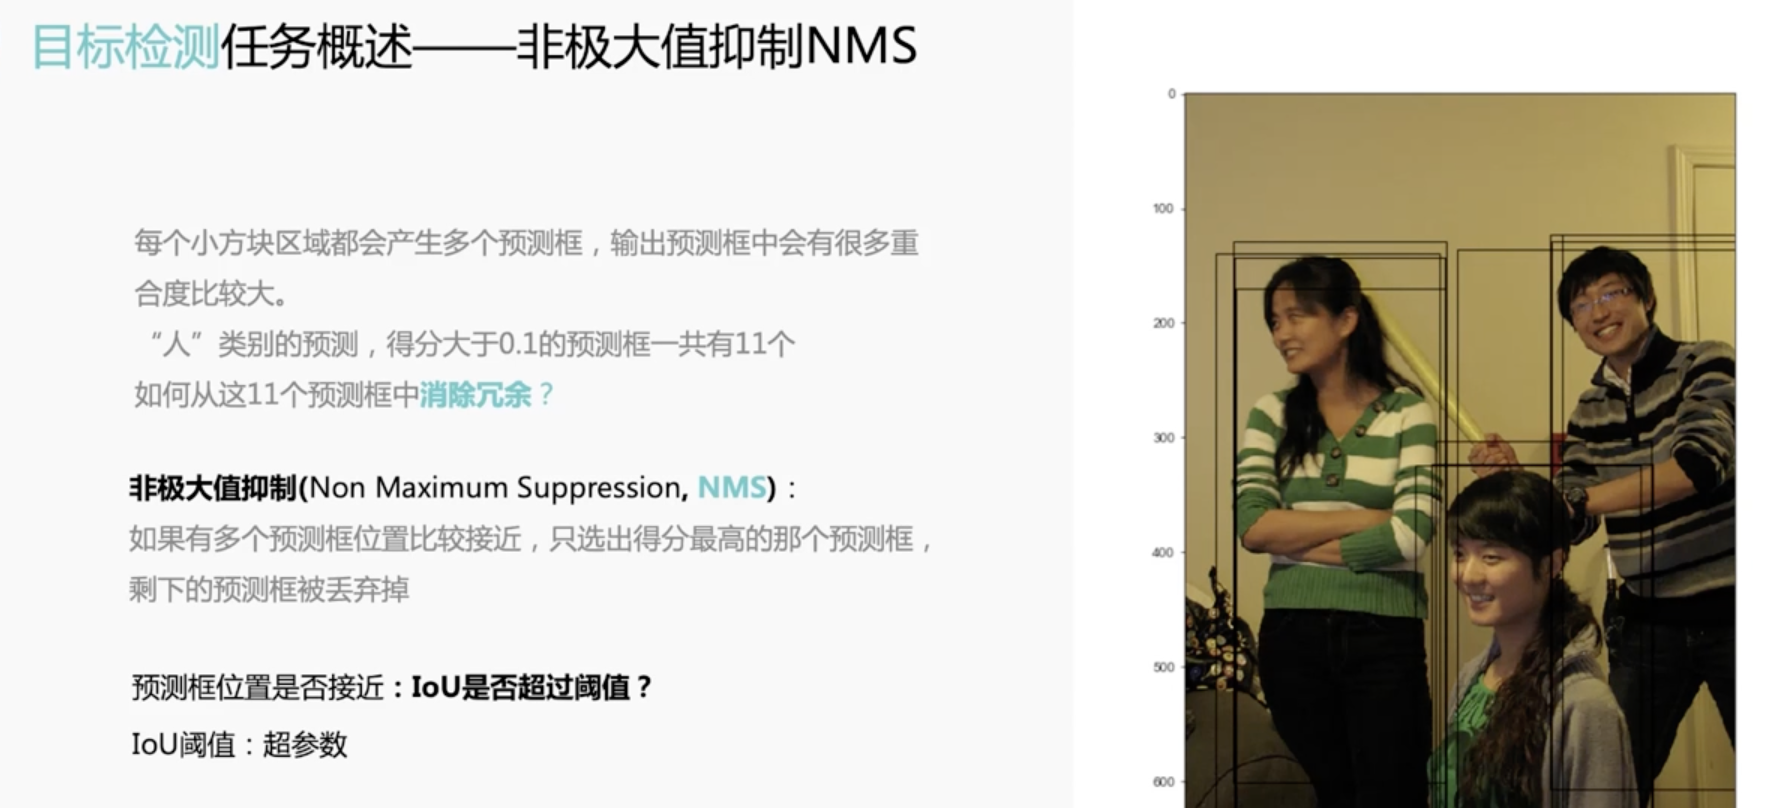 目标检测任务概述——非极大值抑制NMS
每个小方块区域都会产生多个预测框，输出预测框中会有很多重
合度比较大。
“人”类别的预测，得分大于0.1的预测框一共有11个
如何从这11个预测框中消除冗余？
非极大值抑制(Non Maximum Suppression, NMS)：
如果有多个预测框位置比较接近，只选出得分最高的那个预测框，
剩下的预测框被丢弃掉
预测框位置是否接近：IoU是否超过阈值？
IoU阈值：超参数
0
100
200
300
400
500
600